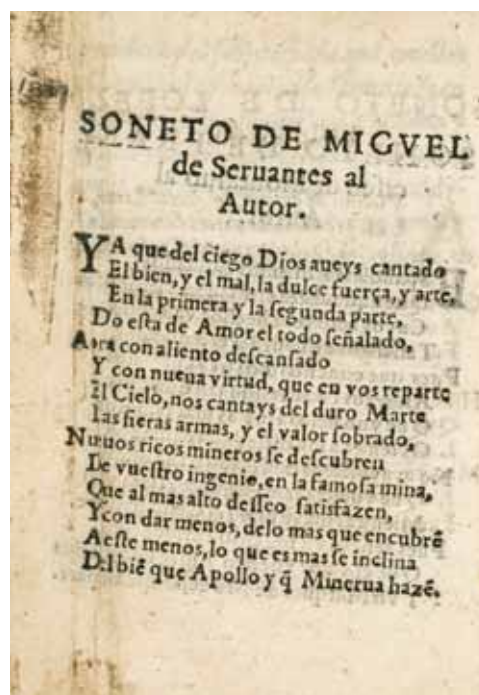 SONETO DE MIGVEL
de Seruantes al
Autor.
YA que del ciego Dios aueys cantado
El bien, y el mal, la dulce fuerça, y arte,
En la primera y la segunda parte,
Do esta de Amor el todo señalado,
Aora con aliento descansado
Y con nueua virtud, que en vos reparte
El Cielo, nos cantays del duro Marte
las fieras armas, y el valor sobrado,
Nueuos ricos mineros se descubren
De vuestro ingenio, en la famosa mina,
Que al mas alto desseo satisfazen,
Y con dar menos, de lo mas que encubrẽ
A este menos, lo que es mas se inclina
Del biẽ que Apollo y q̃ Minerua hazẽ.